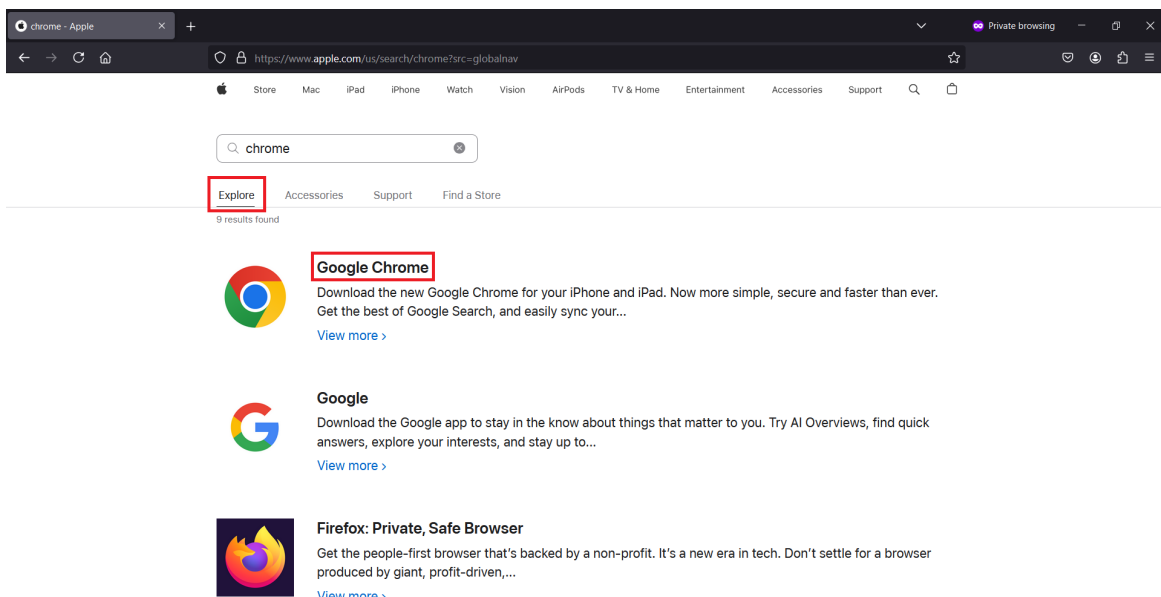 chrome - Apple
Private browsing
https://www.apple.com/us/search/chrome?src=globalnav
Store Mac iPad iPhone Watch Vision AirPods TV & Home Entertainment Accessories Support
chrome
Explore Accessories Support Find a Store
9 results found
Google Chrome
Download the new Google Chrome for your iPhone and iPad. Now more simple, secure and faster than ever.
Get the best of Google Search, and easily sync your...
View more >
Google
Download the Google app to stay in the know about things that matter to you. Try AI Overviews, find quick
answers, explore your interests, and stay up to...
View more >
Firefox: Private, Safe Browser
Get the people-first browser that's backed by a non-profit. It's a new era in tech. Don't settle for a browser
produced by giant, profit-driven,...
View more >